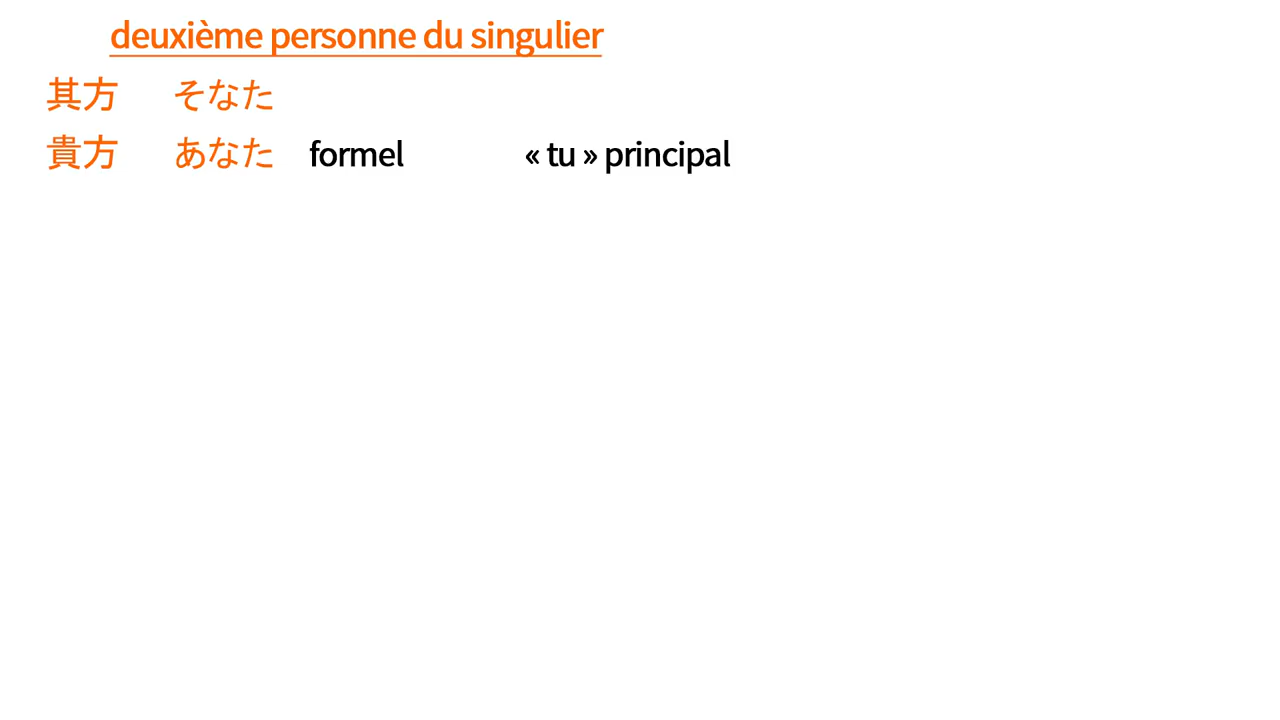 deuxième personne du singulier
其方 そなた
貴方 あなた formel « tu » principal